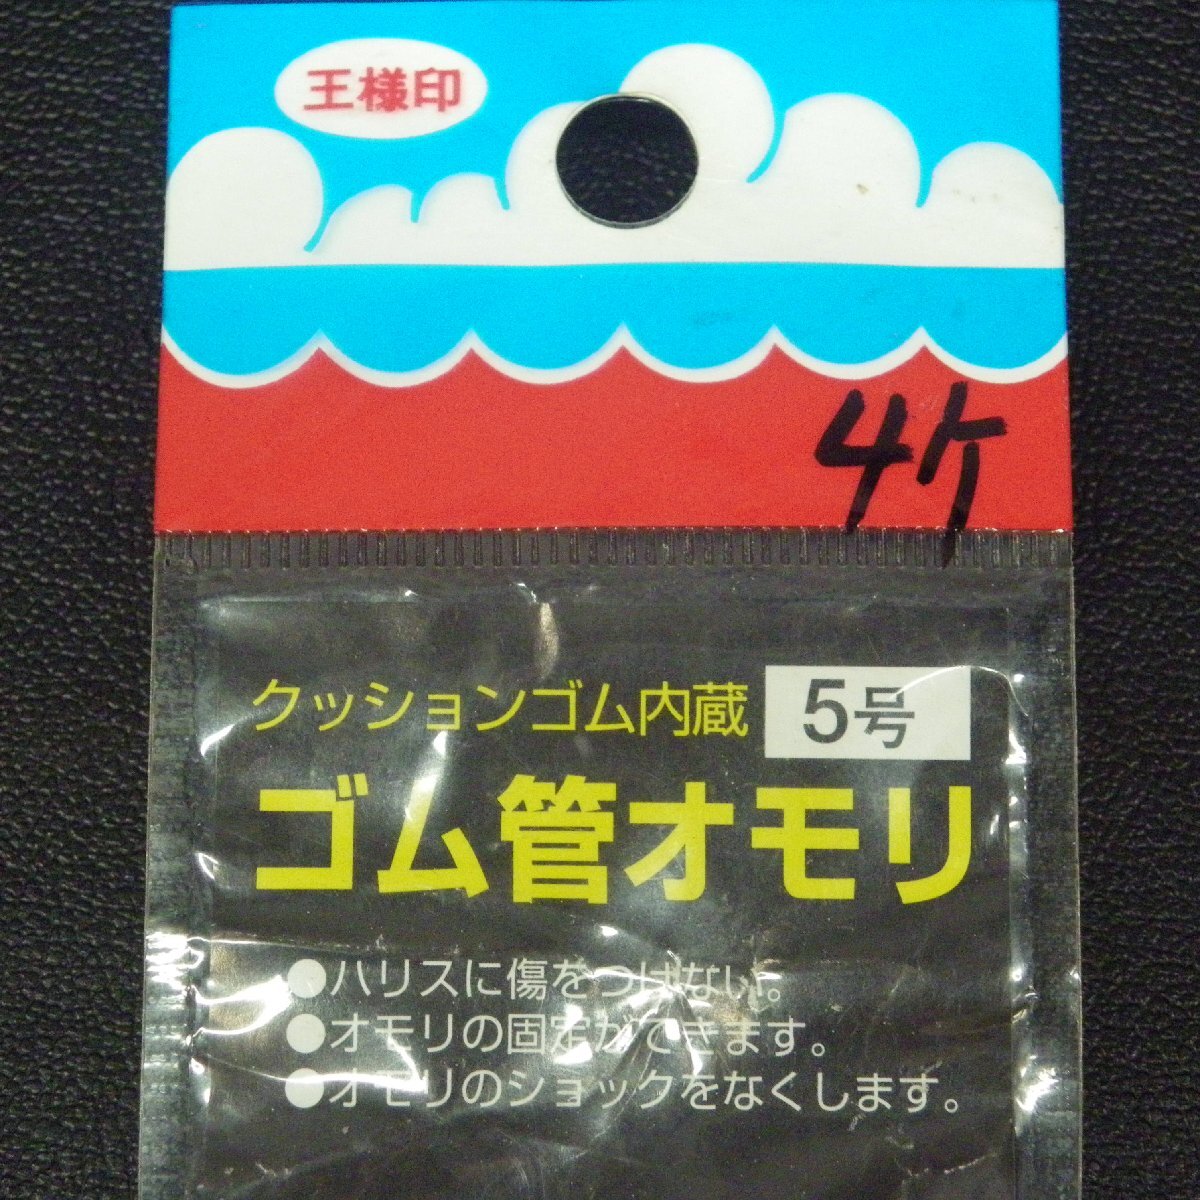 王様印
4ケ
クッションゴム内蔵 5号
ゴム管オモリ
●ハリスに傷をつけない。
●オモリの固定ができます。
●オモリのショックをなくします。